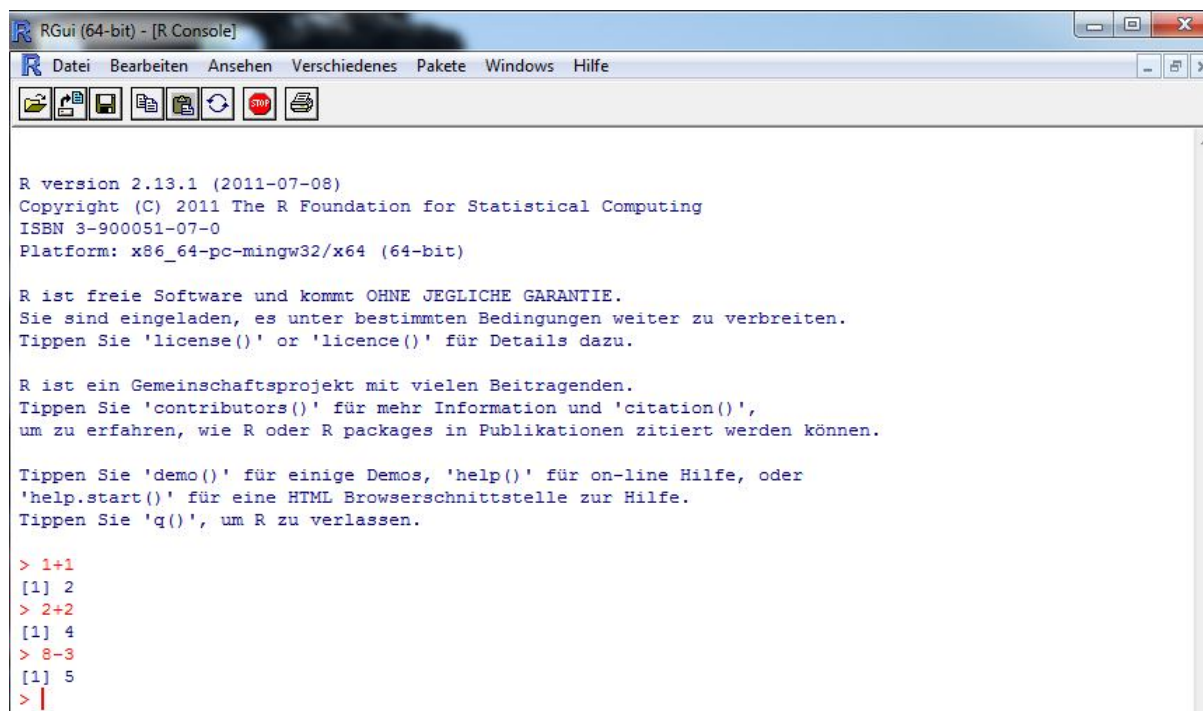 RGui (64-bit) - [R Console]
Datei Bearbeiten Ansehen Verschiedenes Pakete Windows Hilfe
STOP
R version 2.13.1 (2011-07-08)
Copyright (C) 2011 The R Foundation for Statistical Computing
ISBN 3-900051-07-0
Platform: x86_64-pc-mingw32/x64 (64-bit)
R ist freie Software und kommt OHNE JEGLICHE GARANTIE.
Sie sind eingeladen, es unter bestimmten Bedingungen weiter zu verbreiten.
Tippen Sie 'license()' or 'licence()' für Details dazu.
R ist ein Gemeinschaftsprojekt mit vielen Beitragenden.
Tippen Sie 'contributors()' für mehr Information und 'citation()',
um zu erfahren, wie R oder R packages in Publikationen zitiert werden können.
Tippen Sie 'demo()' für einige Demos, 'help()' für on-line Hilfe, oder
'help.start()' für eine HTML Browserschnittstelle zur Hilfe.
Tippen Sie 'q()', um R zu verlassen.
> 1+1
[1] 2
> 2+2
[1] 4
> 8-3
[1] 5
>